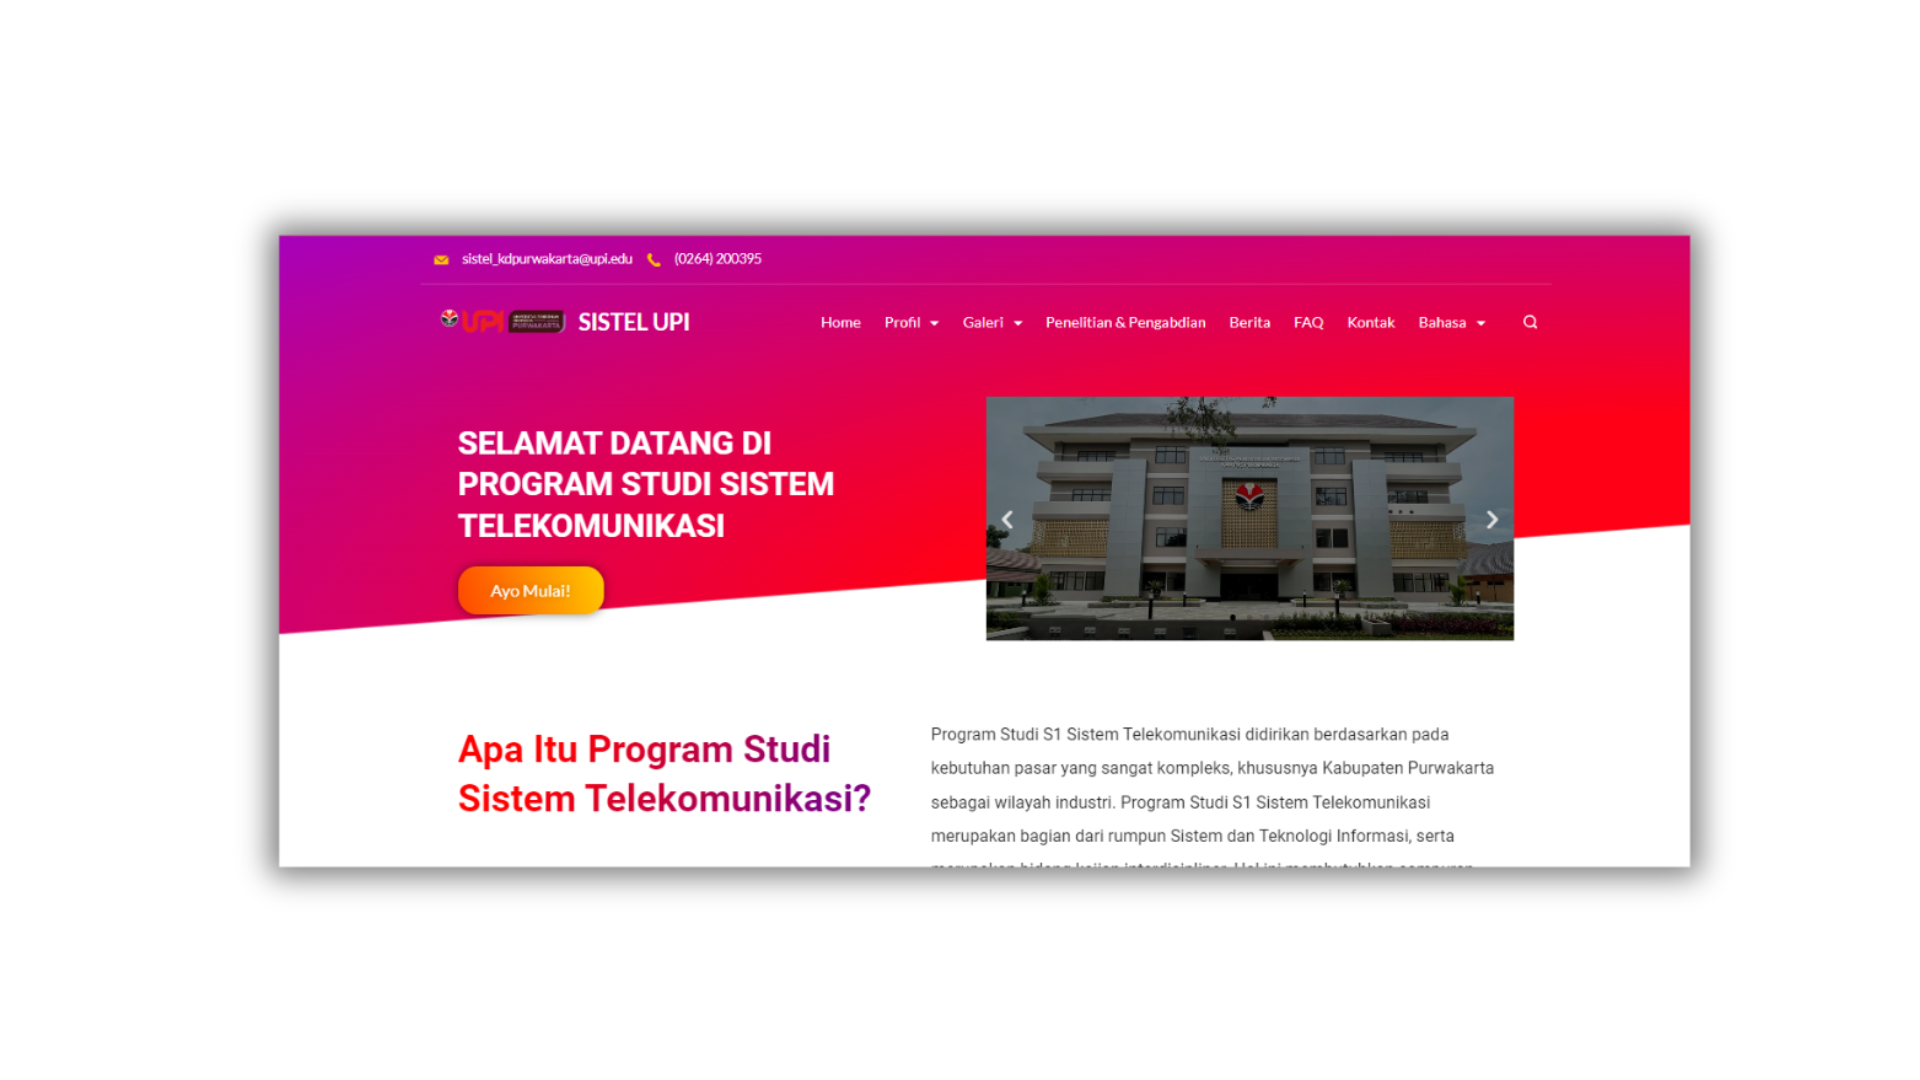 sistel_kdpurwakarta@upi.edu (0264) 200395
UPI PURWAKARTA SISTEL UPI
Home Profil Galeri Penelitian & Pengabdian Berita FAQ Kontak Bahasa
SELAMAT DATANG DI
PROGRAM STUDI SISTEM
TELEKOMUNIKASI
Ayo Mulai!
Apa Itu Program Studi
Sistem Telekomunikasi?
Program Studi S1 Sistem Telekomunikasi didirikan berdasarkan pada
kebutuhan pasar yang sangat kompleks, khususnya Kabupaten Purwakarta
sebagai wilayah industri. Program Studi S1 Sistem Telekomunikasi
merupakan bagian dari rumpun Sistem dan Teknologi Informasi, serta